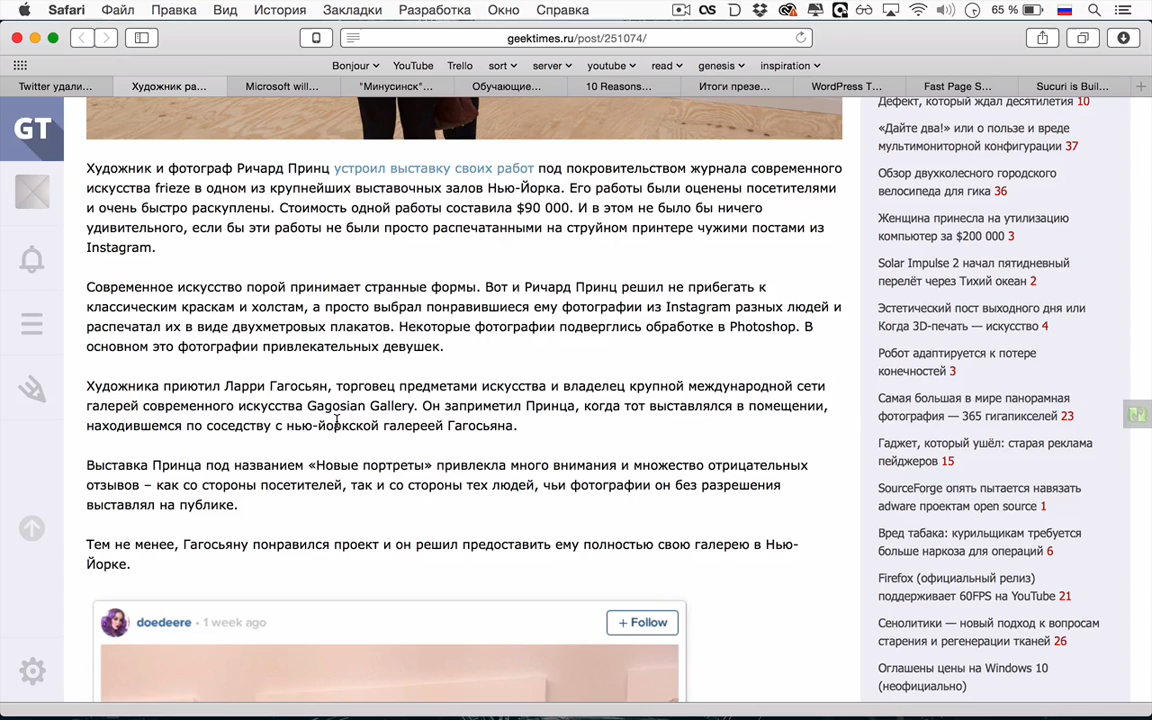 Safari Файл Правка Вид История Закладки Разработка Окно Справка 65 %
geektimes.ru/post/251074/
Bonjour YouTube Trello sort server youtube read genesis inspiration
Twitter удали... Художник ра... Microsoft will... "Минусинск"... Обучающие... 10 Reasons... Итоги презе... WordPress T... Fast Page S... Sucuri is Buil...
GT
Художник и фотограф Ричард Принц устроил выставку своих работ под покровительством журнала современного
искусства frieze в одном из крупнейших выставочных залов Нью-Йорка. Его работы были оценены посетителями
и очень быстро раскуплены. Стоимость одной работы составила $90 000. И в этом не было бы ничего
удивительного, если бы эти работы не были просто распечатанными на струйном принтере чужими постами из
Instagram.
Современное искусство порой принимает странные формы. Вот и Ричард Принц решил не прибегать к
классическим краскам и холстам, а просто выбрал понравившиеся ему фотографии из Instagram разных людей и
распечатал их в виде двухметровых плакатов. Некоторые фотографии подверглись обработке в Photoshop. В
основном это фотографии привлекательных девушек.
Художника приютил Ларри Гагосьян, торговец предметами искусства и владелец крупной международной сети
галерей современного искусства Gagosian Gallery. Он заприметил Принца, когда тот выставлялся в помещении,
находившемся по соседству с нью-йоркской галереей Гагосьяна.
Выставка Принца под названием «Новые портреты» привлекла много внимания и множество отрицательных
отзывов – как со стороны посетителей, так и со стороны тех людей, чьи фотографии он без разрешения
выставлял на публике.
Тем не менее, Гагосьяну понравился проект и он решил предоставить ему полностью свою галерею в Нью-
Йорке.
doedeere • 1 week ago
+ Follow
Дефект, который ждал десятилетия 10
«Дайте два!» или о пользе и вреде
мультимониторной конфигурации 37
Обзор двухколесного городского
велосипеда для гика 36
Женщина принесла на утилизацию
компьютер за $200 000 3
Solar Impulse 2 начал пятидневный
перелёт через Тихий океан 2
Эстетический пост выходного дня или
Когда 3D-печать — искусство 4
Робот адаптируется к потере
конечностей 3
Самая большая в мире панорамная
фотография — 365 гигапикселей 23
Гаджет, который ушёл: старая реклама
пейджеров 15
SourceForge опять пытается навязать
adware проектам open source 1
Вред табака: курильщикам требуется
больше наркоза для операций 6
Firefox (официальный релиз)
поддерживает 60FPS на YouTube 21
Сенолитики — новый подход к вопросам
старения и регенерации тканей 26
Оглашены цены на Windows 10
(неофициально)